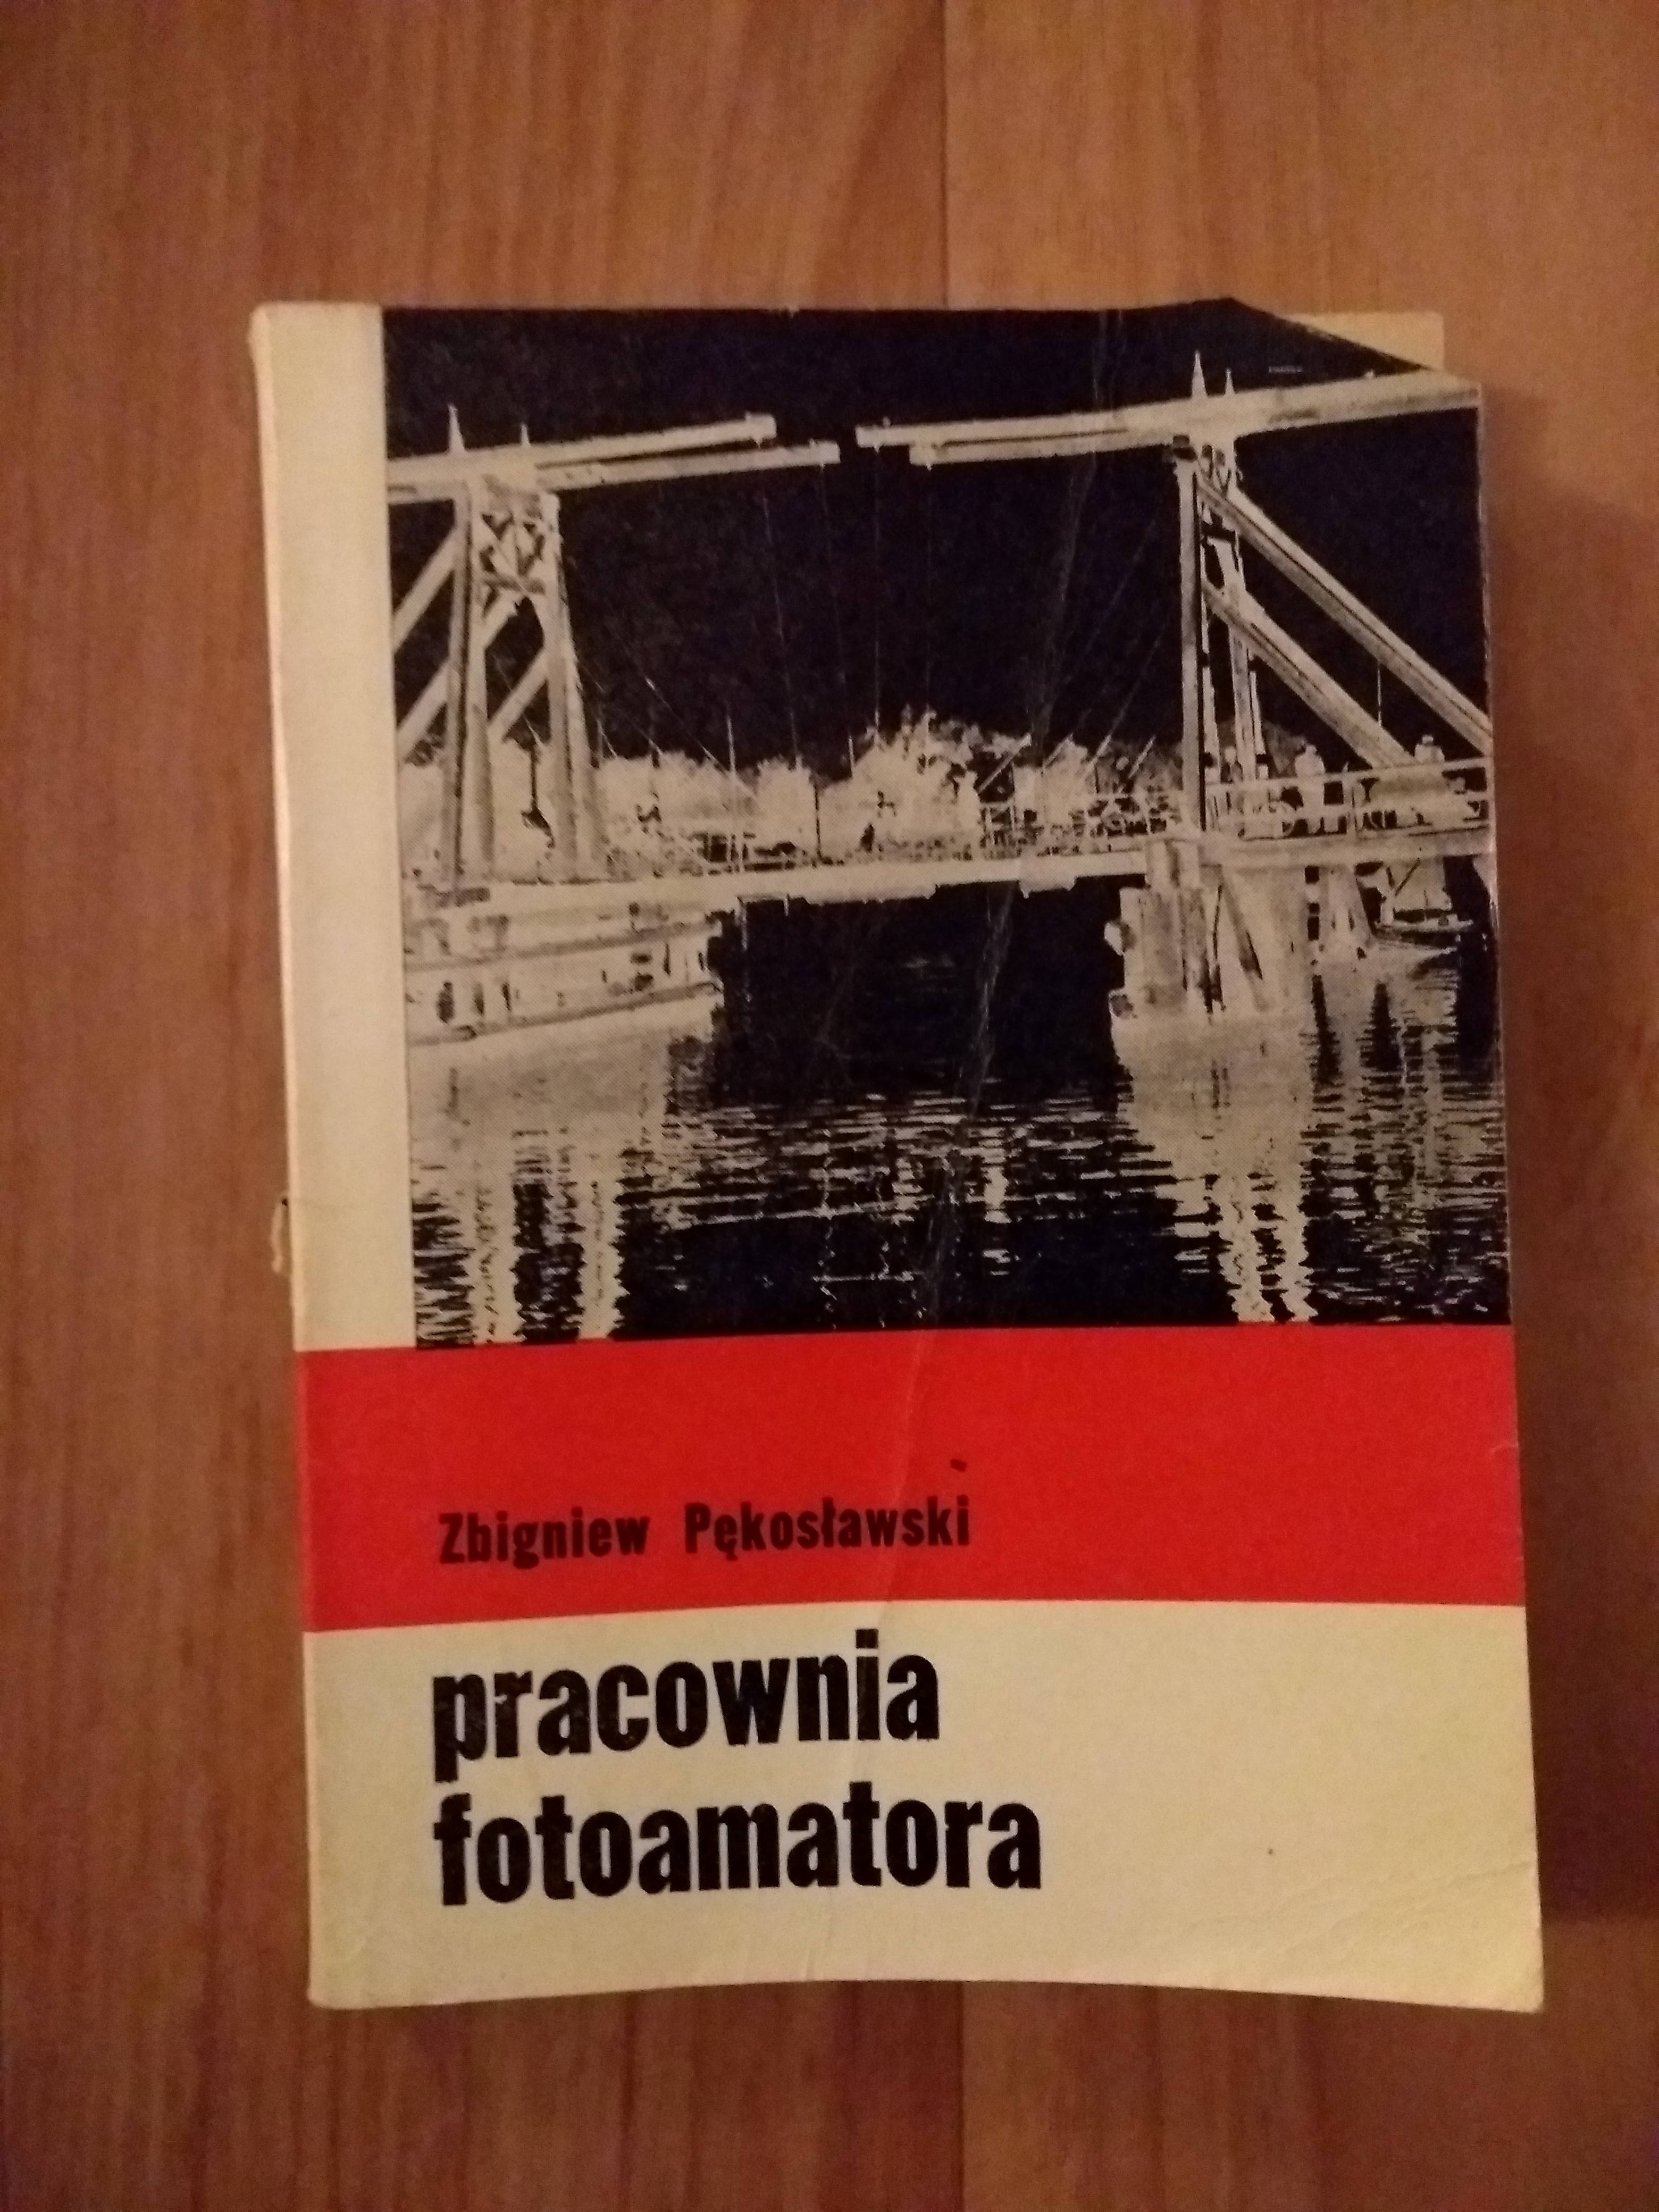 Zbigniew Pękosławski
pracownia
fotoamatora